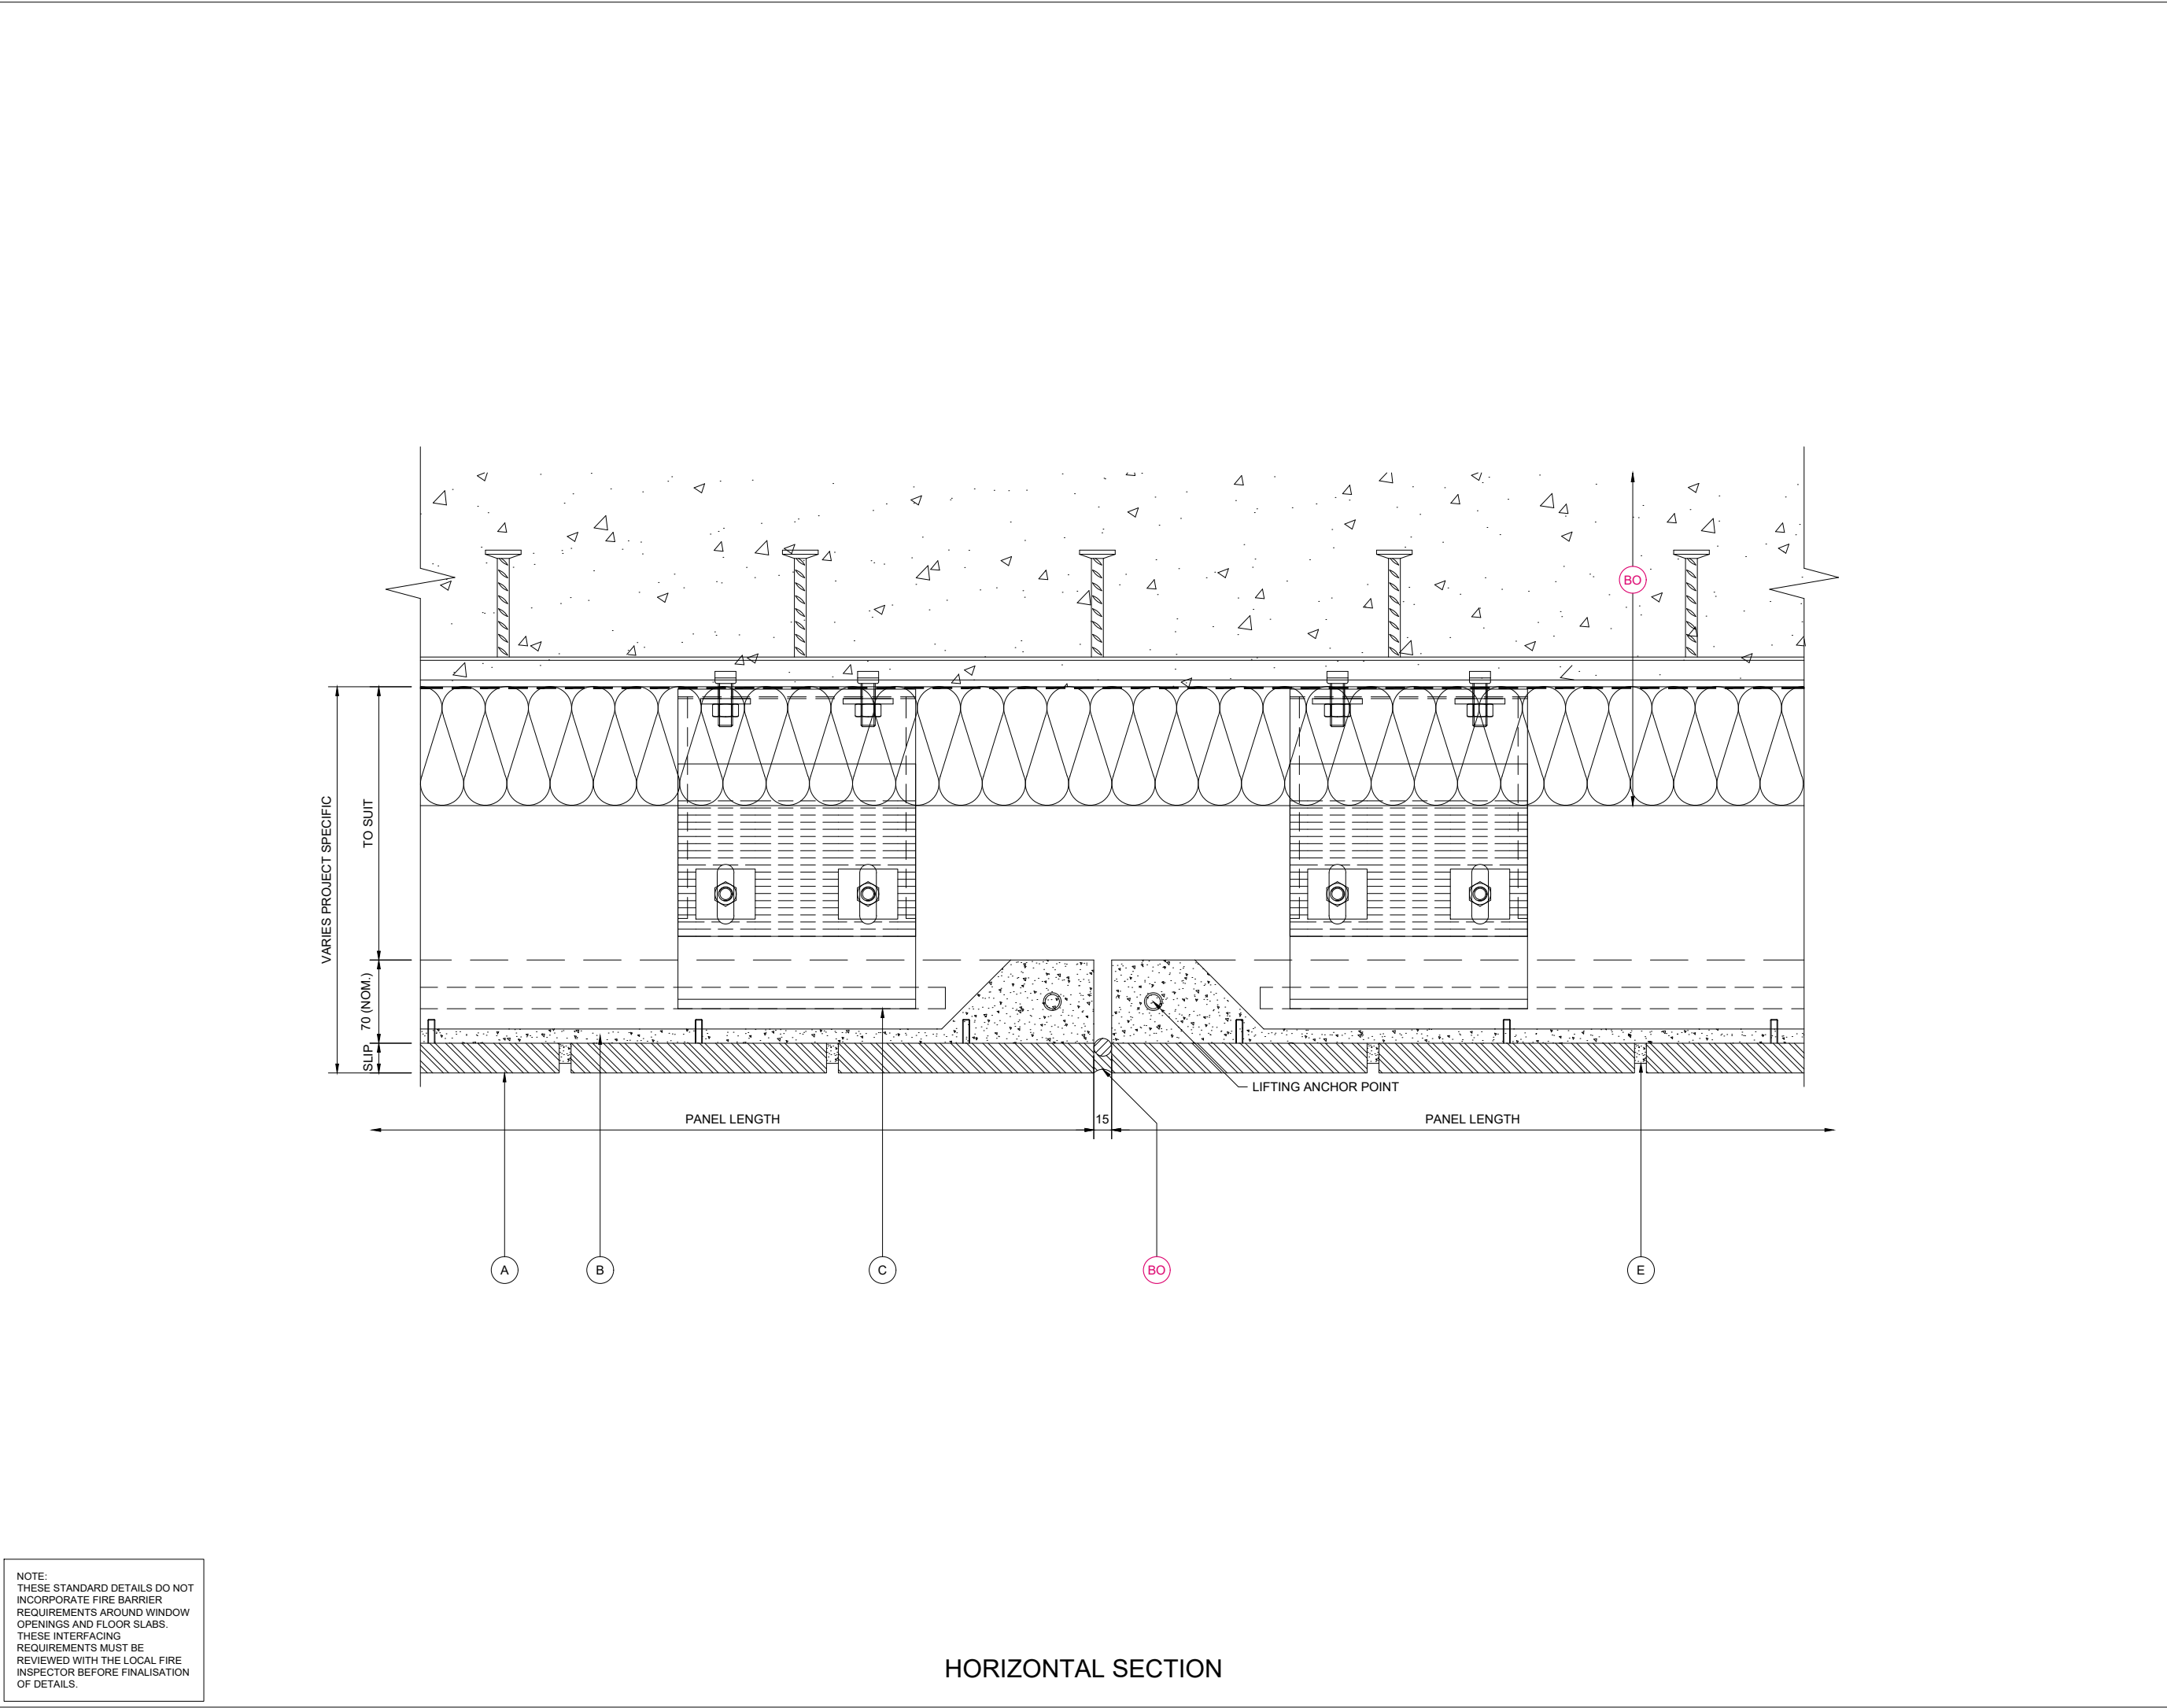 BO
VARIES PROJECT SPECIFIC
TO SUIT
70 (NOM.)
SLIP
LIFTING ANCHOR POINT
PANEL LENGTH
15
PANEL LENGTH
A
B
C
BO
E
NOTE:
THESE STANDARD DETAILS DO NOT
INCORPORATE FIRE BARRIER
REQUIREMENTS AROUND WINDOW
OPENINGS AND FLOOR SLABS.
THESE INTERFACING
REQUIREMENTS MUST BE
REVIEWED WITH THE LOCAL FIRE
INSPECTOR BEFORE FINALISATION
OF DETAILS.
HORIZONTAL SECTION